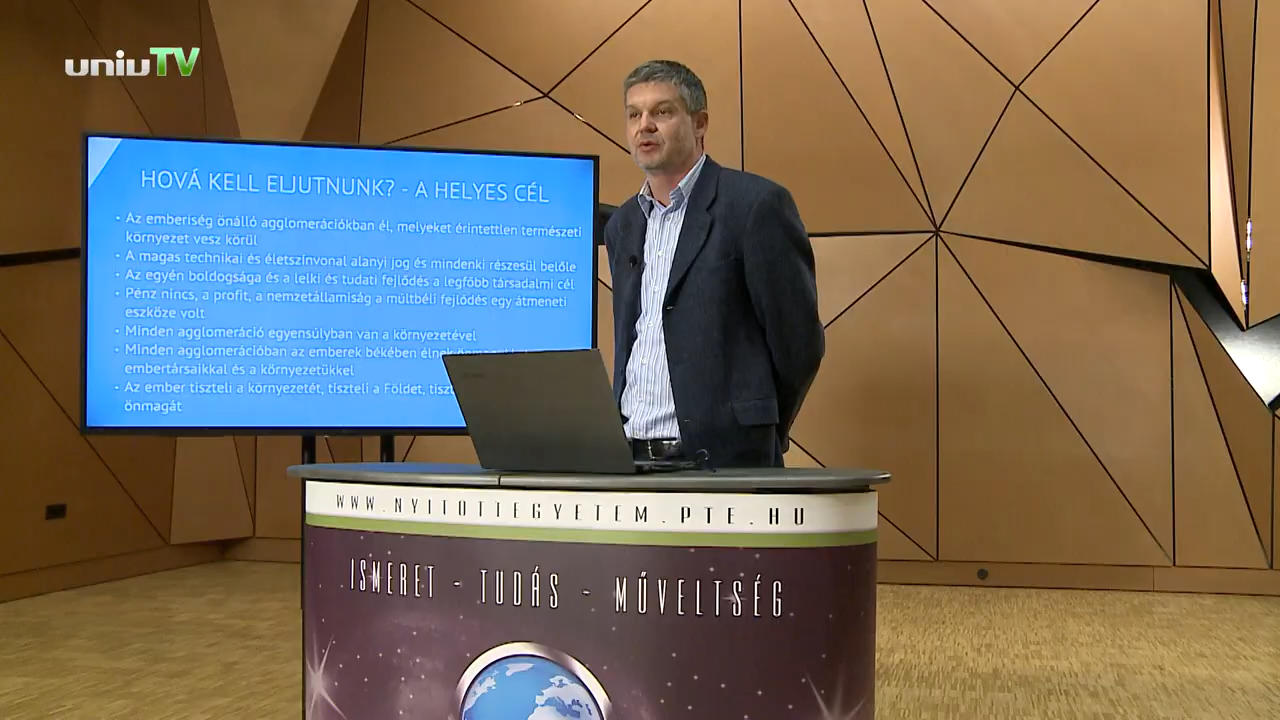 uniuTV
HOVÁ KELL ELJUTNUNK? - A HELYES CÉL
• Az emberiség önálló agglomerációkban él, melyeket érintettlen természeti
környezet vesz körül
• A magas technikai és életszínvonal alanyi jog és mindenki részesül belőle
• Az egyén boldogsága és a lelki és tudati fejlődés a legfőbb társadalmi cél
• Pénz nincs, a profit, a nemzetállamiság a múltbéli fejlődés egy átmeneti
eszköze volt
• Minden agglomeráció egyensúlyban van a környezetével
• Minden agglomerációban az emberek békében élnek
embertársaikkal és a környezetükkel
• Az ember tiszteli a környezetét, tiszteli a Földet,
önmagát
WWW.NYITOTTEGYETEM.PTE.HU
ISMERET - TUDÁS - MŰVELTSÉG